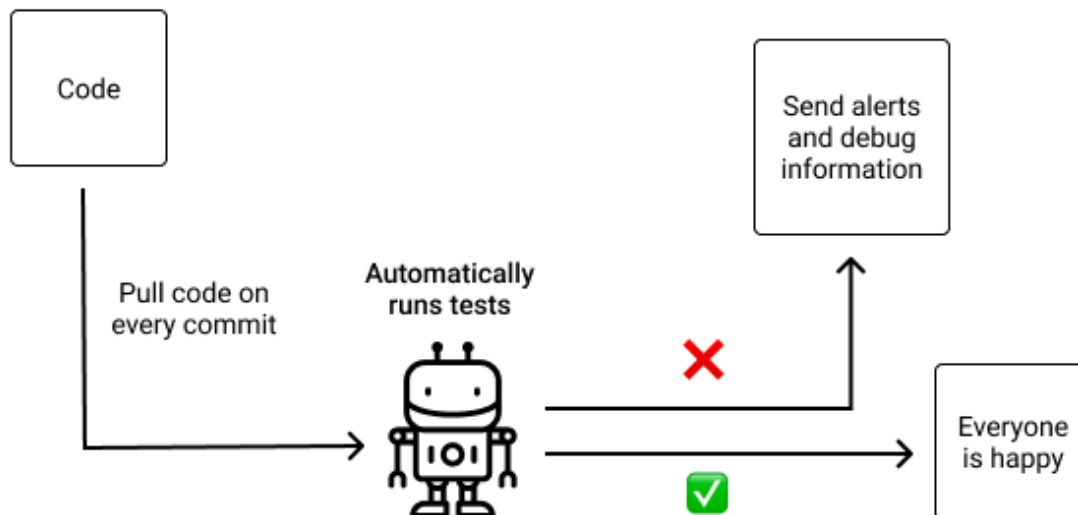 Code
Pull code on
every commit
Automatically
runs tests
Send alerts
and debug
information
Everyone
is happy